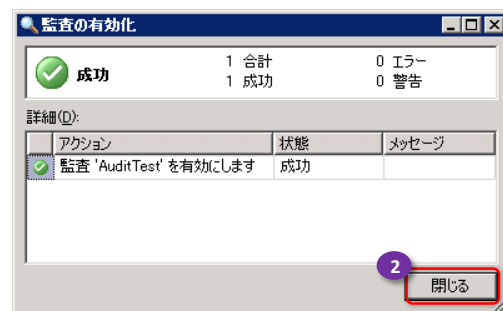 監査の有効化
成功
1 合計
0 エラー
1 成功
0 警告
詳細(D):
アクション 状態 メッセージ
監査 'AuditTest' を有効にします 成功
2
閉じる